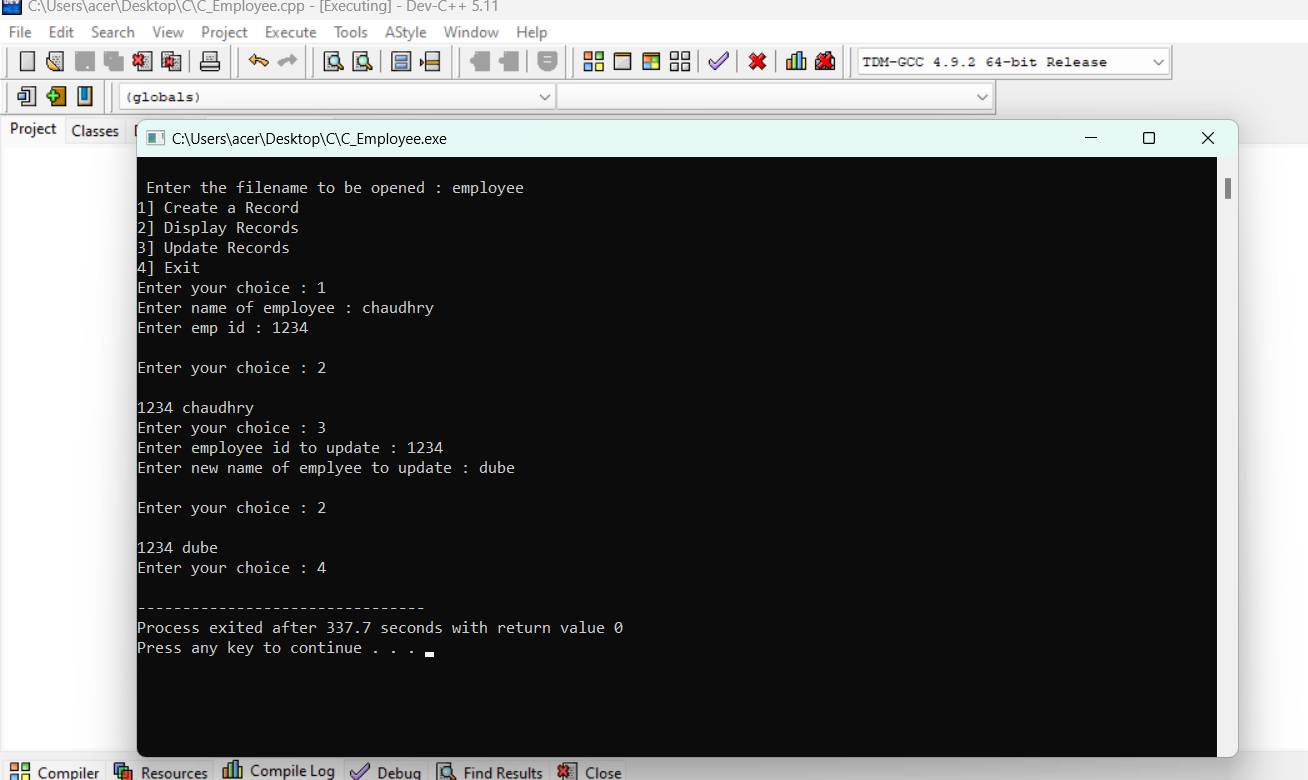 C:\Users\acer\Desktop\C\C_Employee.cpp - [Executing] - Dev-C++ 5.11
File Edit Search View Project Execute Tools AStyle Window Help
TDM-GCC 4.9.2 64-bit Release
(globals)
Project Classes
C:\Users\acer\Desktop\C\C_Employee.exe
Enter the filename to be opened : employee
1] Create a Record
2] Display Records
3] Update Records
4] Exit
Enter your choice : 1
Enter name of employee : chaudhry
Enter emp id : 1234
Enter your choice : 2
1234 chaudhry
Enter your choice : 3
Enter employee id to update : 1234
Enter new name of emplyee to update : dube
Enter your choice : 2
1234 dube
Enter your choice : 4
--------------------------------
Process exited after 337.7 seconds with return value 0
Press any key to continue . . .
Compiler Resources Compile Log Debug Find Results Close